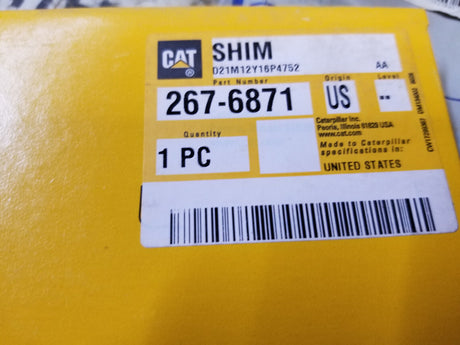 CAT
®
SHIM
D21M12Y16P4752 AA
Part Number
Origin
Level
267-6871
US
--
Quantity
1 PC
Caterpillar Inc.
Peoria, Illinois 61629 USA
www.cat.com
Made to Caterpillar
specifications in:
UNITED STATES